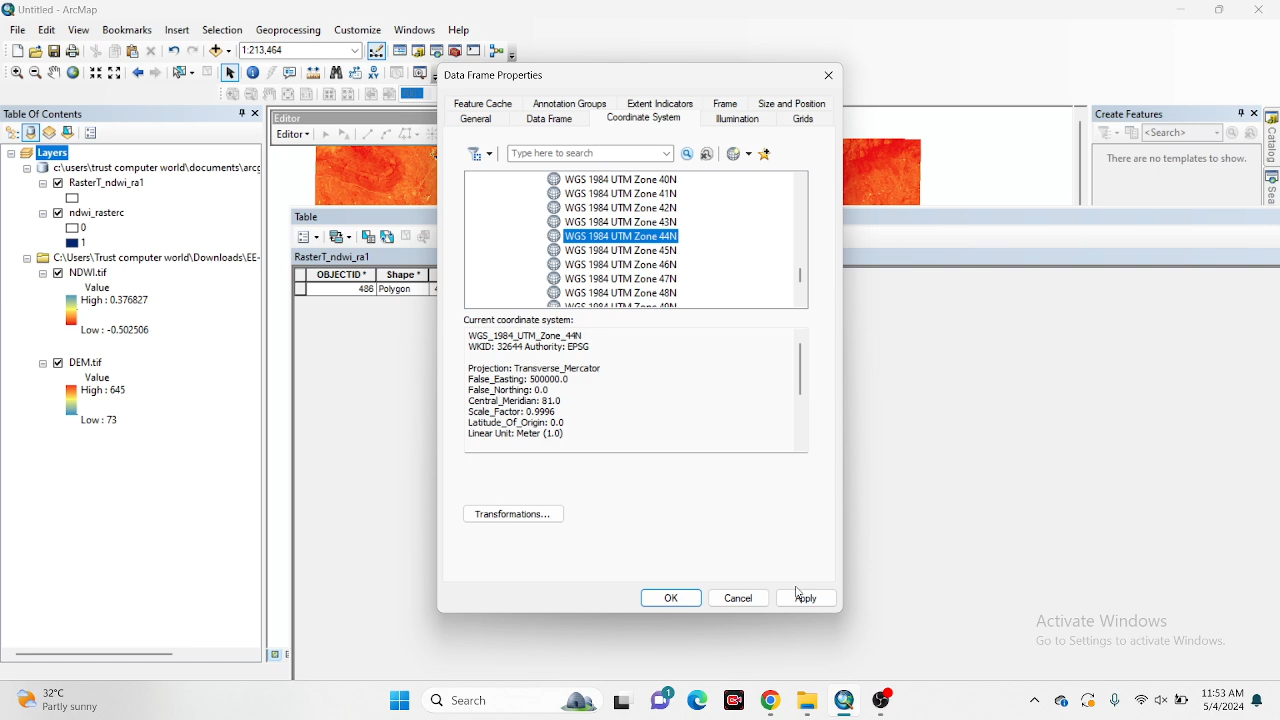 Untitled - ArcMap
File Edit View Bookmarks Insert Selection Geoprocessing Customize Windows Help
1:213,464
Table Of Contents
Layers
c:\users\trust computer world\documents\arcg
RasterT_ndwi_ra1
ndwi_rasterc
0
1
C:\Users\Trust computer world\Downloads\EE-
NDWI.tif
Value
High : 0.376827
Low : -0.502506
DEM.tif
Value
High : 645
Low : 73
Editor
Editor
Table
RasterT_ndwi_ra1
OBJECTID * Shape *
486 Polygon
Data Frame Properties
Feature Cache Annotation Groups Extent Indicators Frame Size and Position
General Data Frame Coordinate System Illumination Grids
Type here to search
WGS 1984 UTM Zone 40N
WGS 1984 UTM Zone 41N
WGS 1984 UTM Zone 42N
WGS 1984 UTM Zone 43N
WGS 1984 UTM Zone 44N
WGS 1984 UTM Zone 45N
WGS 1984 UTM Zone 46N
WGS 1984 UTM Zone 47N
WGS 1984 UTM Zone 48N
WGS 1984 UTM Zone 49N
Current coordinate system:
WGS_1984_UTM_Zone_44N
WKID: 32644 Authority: EPSG
Projection: Transverse_Mercator
False_Easting: 500000.0
False_Northing: 0.0
Central_Meridian: 81.0
Scale_Factor: 0.9996
Latitude_Of_Origin: 0.0
Linear Unit: Meter (1.0)
Transformations...
OK Cancel Apply
Create Features
<Search>
There are no templates to show.
Catalog
Sea
Activate Windows
Go to Settings to activate Windows.
32°C
Partly sunny
Search
1
11:53 AM
5/4/2024